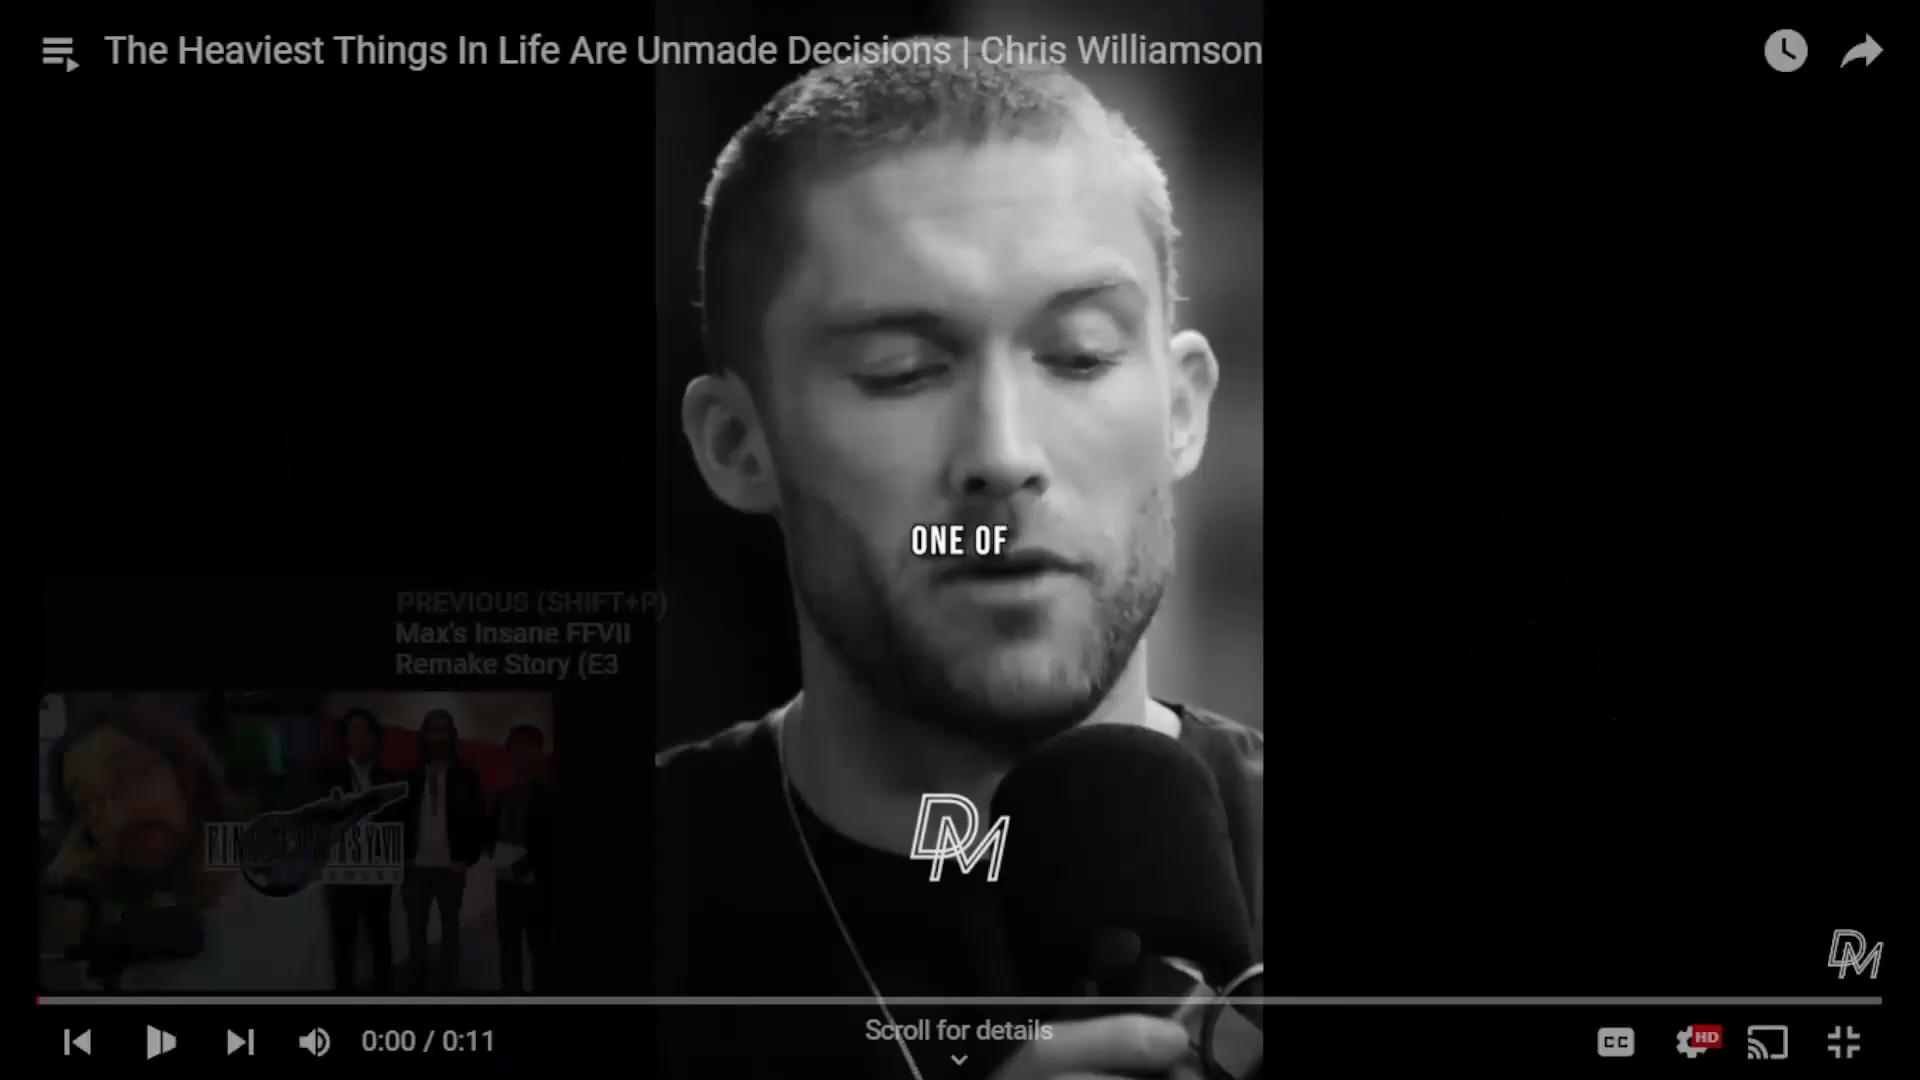 The Heaviest Things In Life Are Unmade Decisions | Chris Williamson
ONE OF
PREVIOUS (SHIFT+P)
Max's Insane FFVII
Remake Story (E3
DM
DM
0:00 / 0:11
Scroll for details
CC
HD